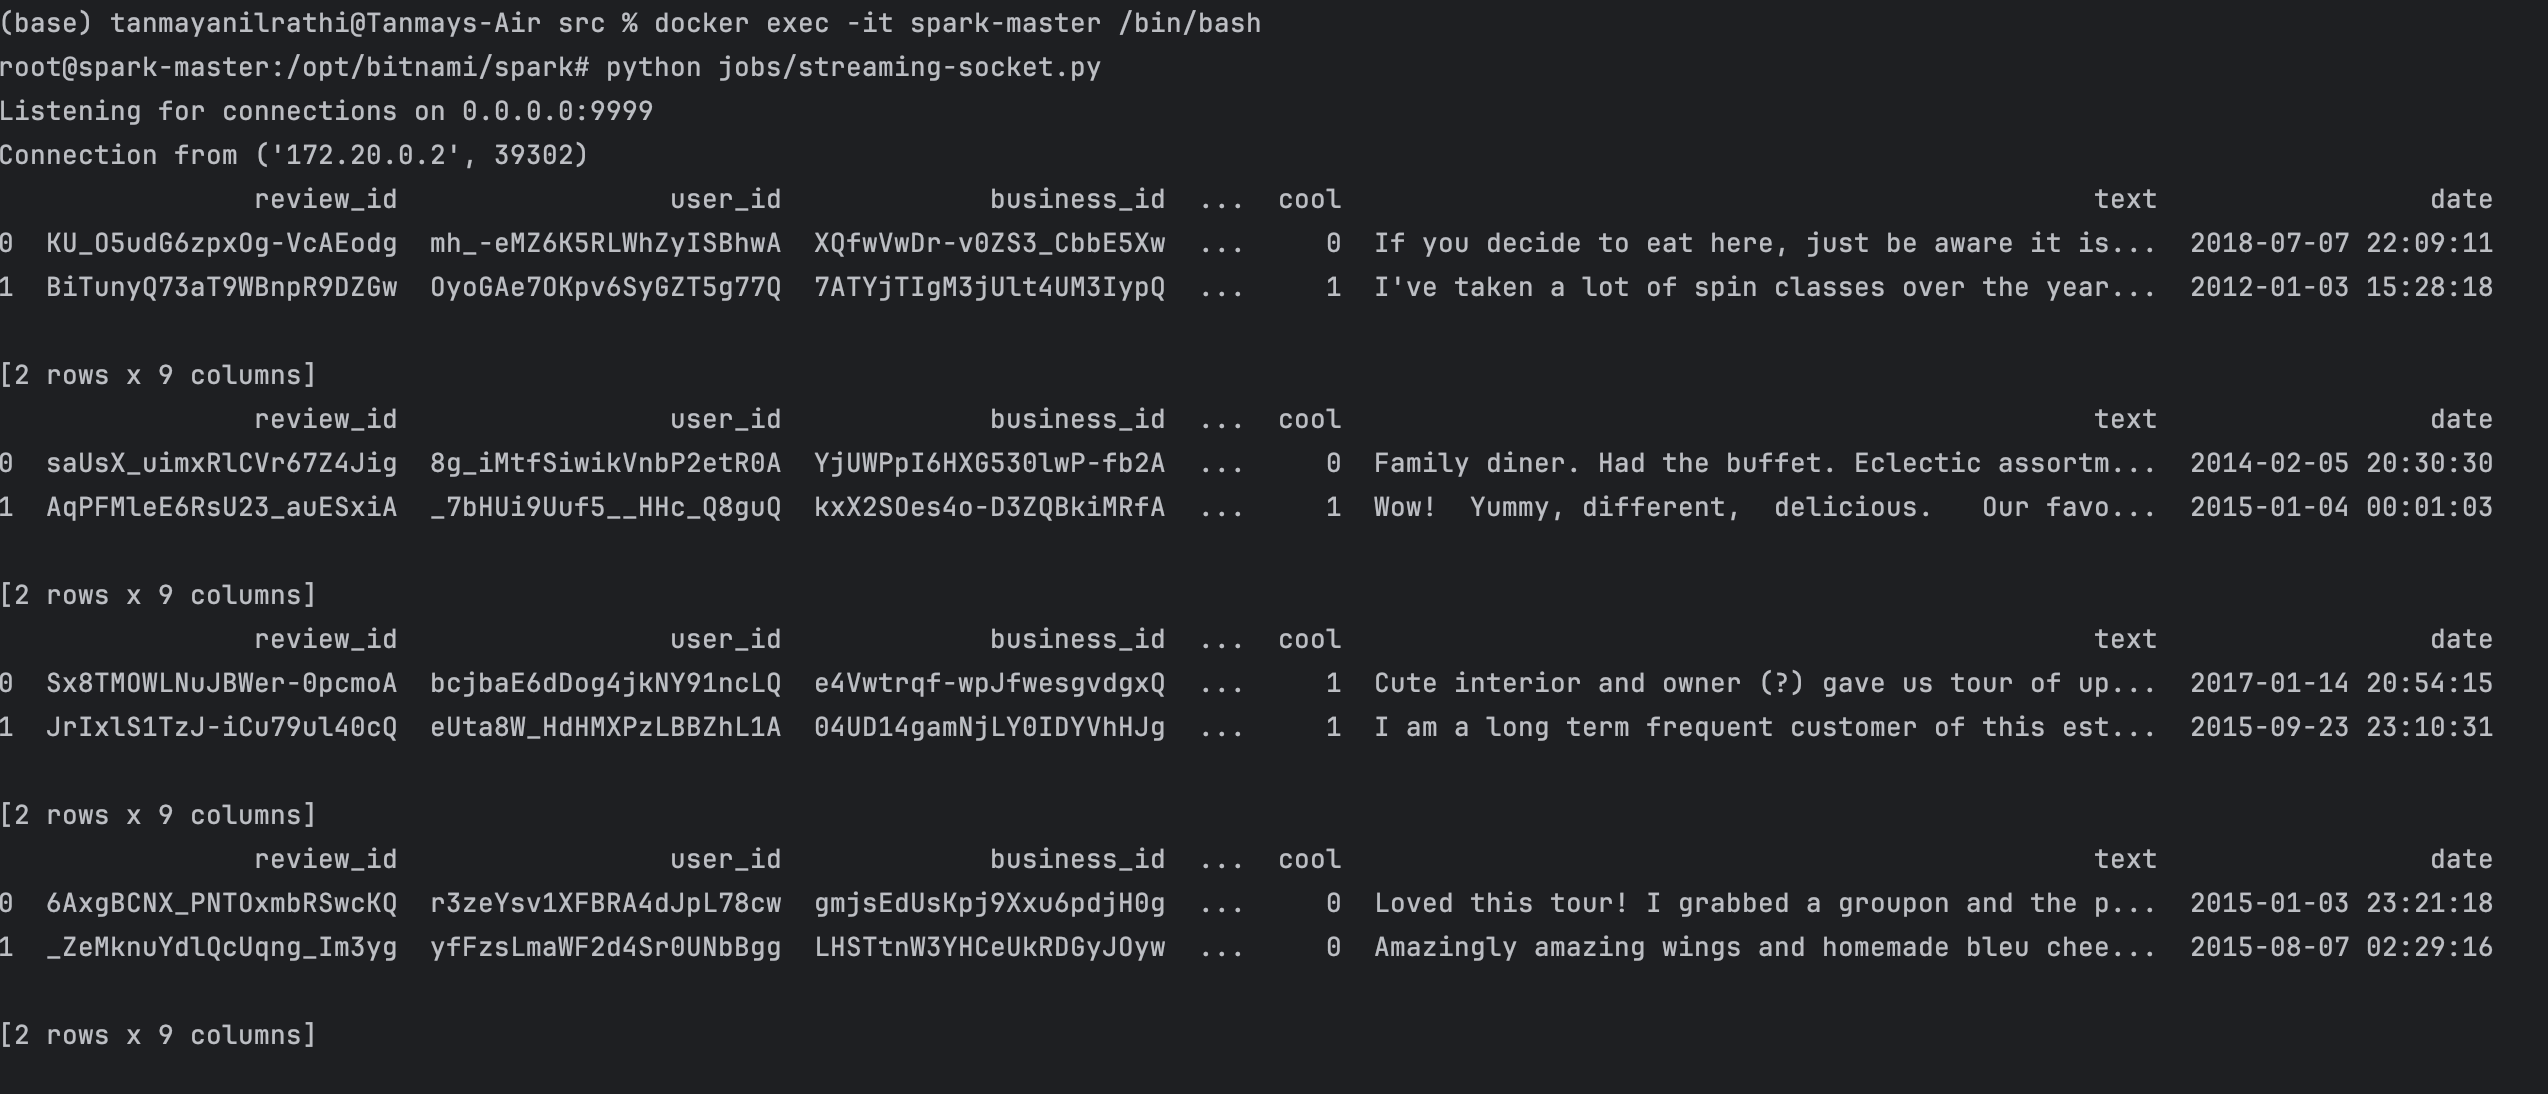 (base) tanmayanilrathi@Tanmays-Air src % docker exec -it spark-master /bin/bash
root@spark-master:/opt/bitnami/spark# python jobs/streaming-socket.py
Listening for connections on 0.0.0.0:9999
Connection from ('172.20.0.2', 39302)
review_id user_id business_id ... cool text date
0 KU_O5udG6zpxOg-VcAEodg mh_-eMZ6K5RLWhZyISBhwA XQfwVwDr-v0ZS3_CbbE5Xw ... 0 If you decide to eat here, just be aware it is... 2018-07-07 22:09:11
1 BiTunyQ73aT9WBnpR9DZGw OyoGAe7OKpv6SyGZT5g77Q 7ATYjTIgM3jUlt4UM3IypQ ... 1 I've taken a lot of spin classes over the year... 2012-01-03 15:28:18
[2 rows x 9 columns]
review_id user_id business_id ... cool text date
0 saUsX_uimxRlCVr67Z4Jig 8g_iMtfSiwikVnbP2etR0A YjUWPpI6HXG530lwP-fb2A ... 0 Family diner. Had the buffet. Eclectic assortm... 2014-02-05 20:30:30
1 AqPFMleE6RsU23_auESxiA _7bHUi9Uuf5__HHc_Q8guQ kxX2SOes4o-D3ZQBkiMRfA ... 1 Wow!  Yummy, different,  delicious.   Our favo... 2015-01-04 00:01:03
[2 rows x 9 columns]
review_id user_id business_id ... cool text date
0 Sx8TMOWLNuJBWer-0pcmoA bcjbaE6dDog4jkNY91ncLQ e4Vwtrqf-wpJfwesgvdgxQ ... 1 Cute interior and owner (?) gave us tour of up... 2017-01-14 20:54:15
1 JrIxlS1TzJ-iCu79ul40cQ eUta8W_HdHMXPzLBBZhL1A 04UD14gamNjLY0IDYVhHJg ... 1 I am a long term frequent customer of this est... 2015-09-23 23:10:31
[2 rows x 9 columns]
review_id user_id business_id ... cool text date
0 6AxgBCNX_PNTOxmbRSwcKQ r3zeYsv1XFBRA4dJpL78cw gmjsEdUsKpj9Xxu6pdjH0g ... 0 Loved this tour! I grabbed a groupon and the p... 2015-01-03 23:21:18
1 _ZeMknuYdlQcUqng_Im3yg yfFzsLmaWF2d4Sr0UNbBgg LHSTtnW3YHCeUkRDGyJOyw ... 0 Amazingly amazing wings and homemade bleu chee... 2015-08-07 02:29:16
[2 rows x 9 columns]